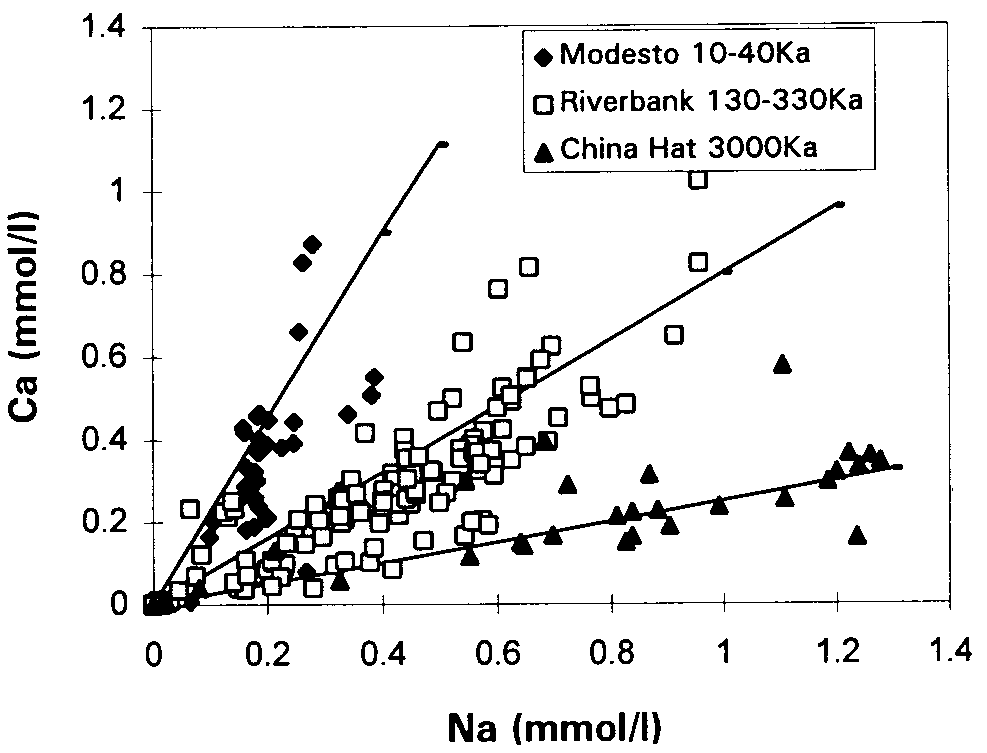 1.4
Modesto 10-40Ka
1.2
Riverbank 130-330Ka
China Hat 3000Ka
1
0.8
0.6
0.4
0.2
0
0 0.2 0.4 0.6 0.8 1 1.2 1.4
Ca (mmol/l)
Na (mmol/l)